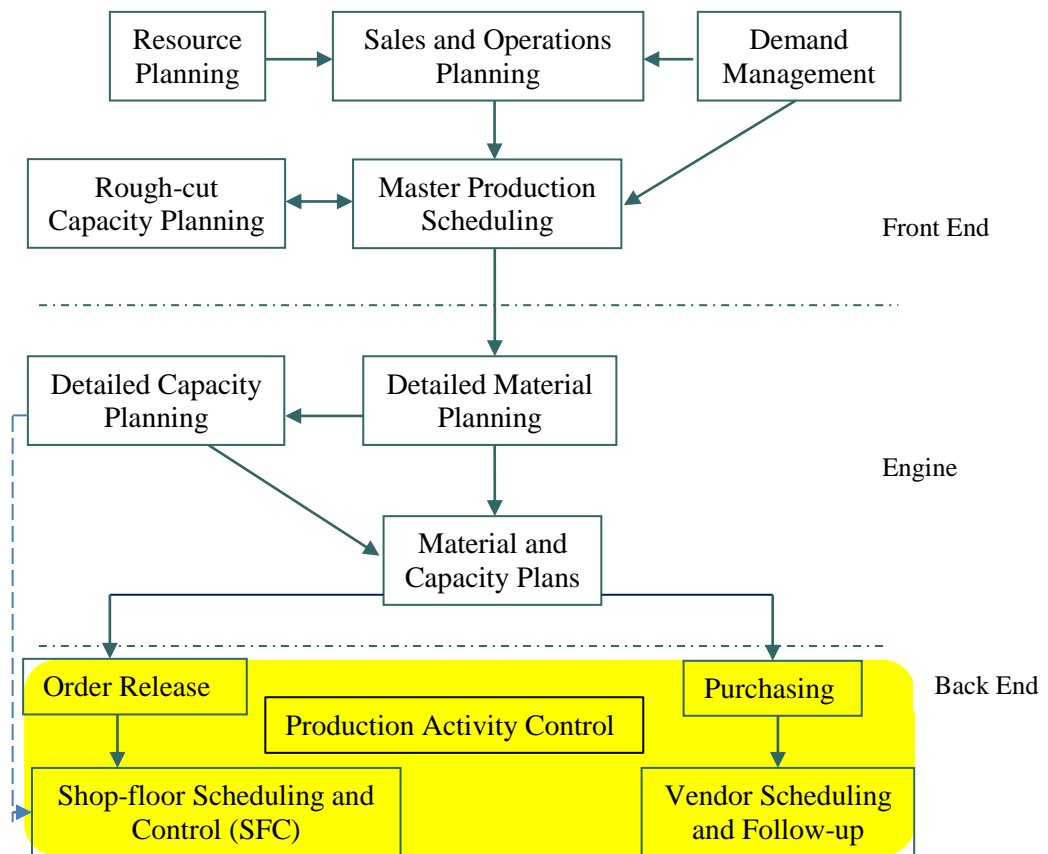 Resource
Planning
Sales and Operations
Planning
Demand
Management
Rough-cut
Capacity Planning
Master Production
Scheduling
Front End
Detailed Capacity
Planning
Detailed Material
Planning
Engine
Material and
Capacity Plans
Order Release
Purchasing
Back End
Production Activity Control
Shop-floor Scheduling and
Control (SFC)
Vendor Scheduling
and Follow-up